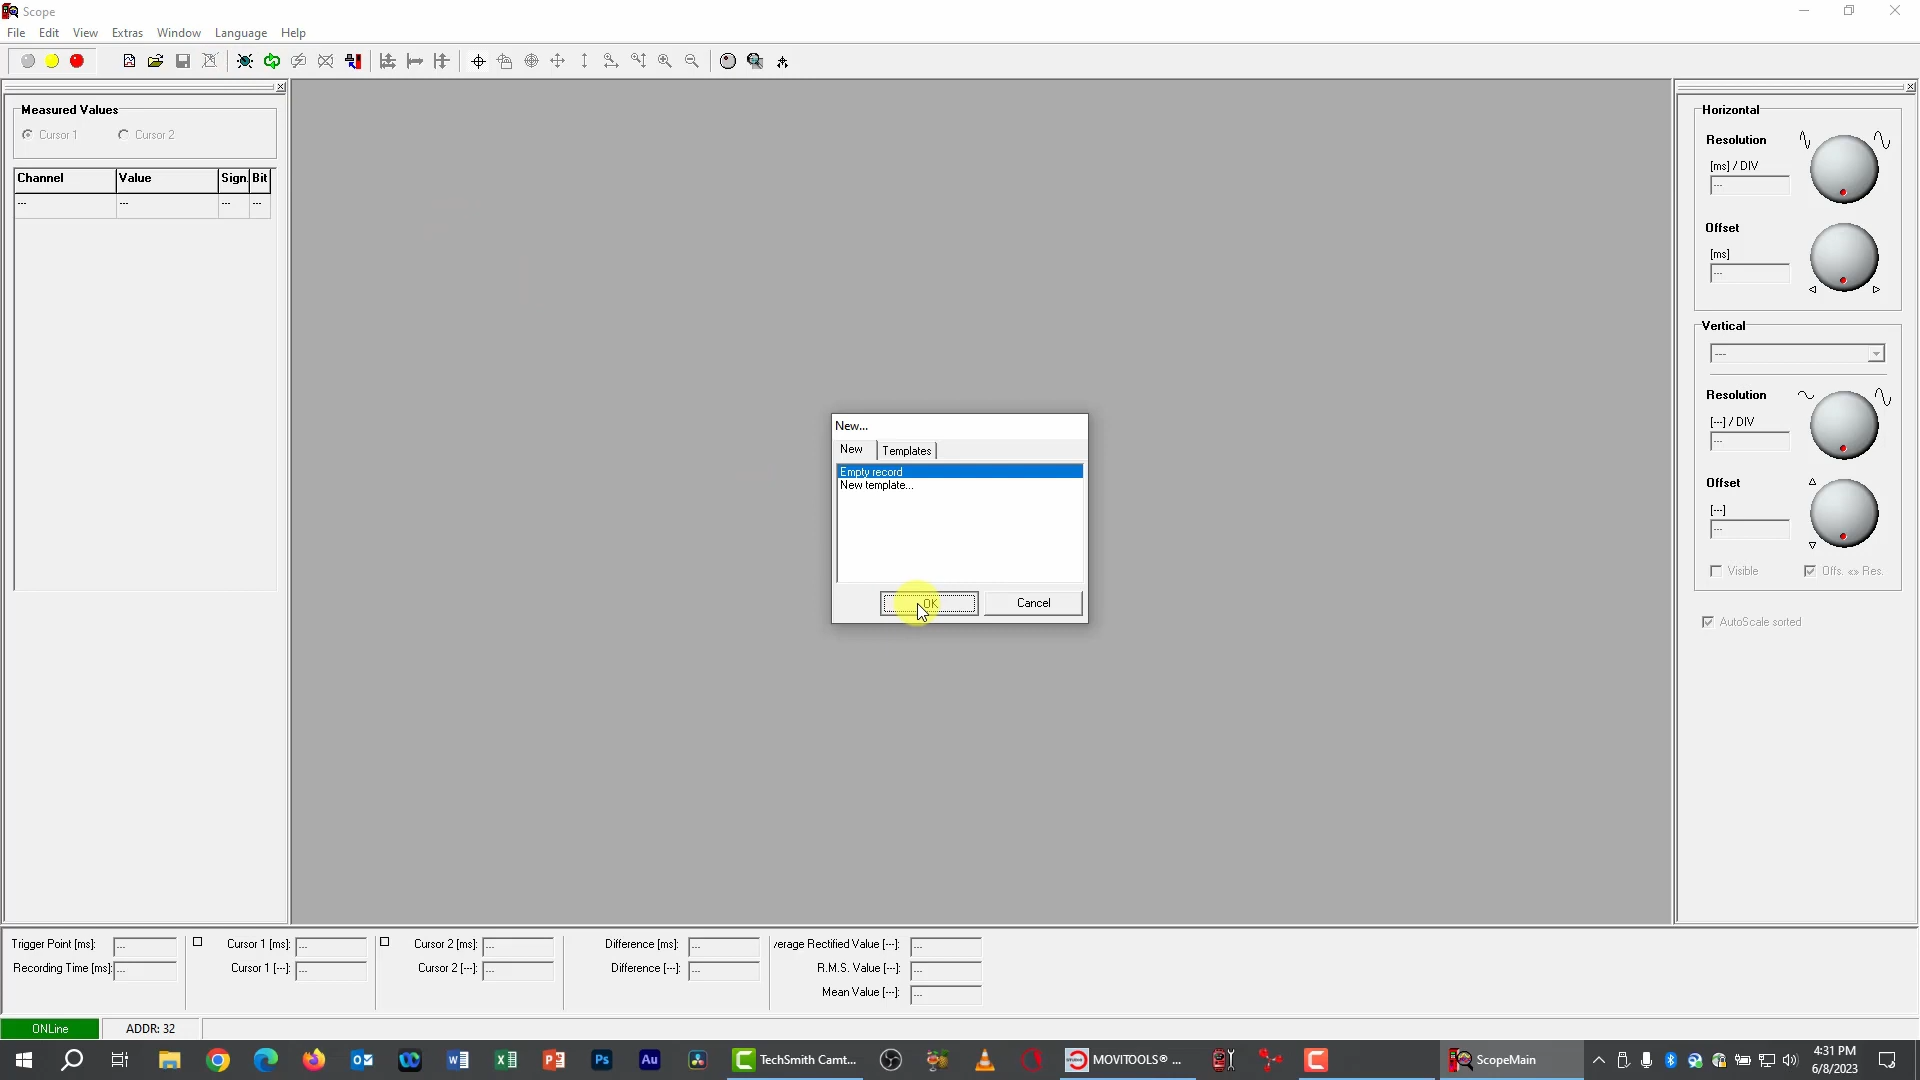 Scope
File Edit View Extras Window Language Help
Measured Values
Cursor 1 Cursor 2
Channel Value Sign. Bit
--- --- --- ---
Horizontal
Resolution
[ms] / DIV
---
Offset
[ms]
---
Vertical
---
Resolution
[---] / DIV
---
Offset
[---]
---
Visible Offs. <> Res.
AutoScale sorted
New...
New Templates
Empty record
New template...
OK Cancel
Trigger Point [ms]: --- Cursor 1 [ms]: --- Cursor 2 [ms]: --- Difference [ms]: --- verage Rectified Value [---]: ---
Recording Time [ms]: --- Cursor 1 [---]: --- Cursor 2 [---]: --- Difference [---]: --- R.M.S. Value [---]: ---
Mean Value [---]: ---
ONLine ADDR: 32
TechSmith Camt... MOVITOOLS® ... ScopeMain
4:31 PM
6/8/2023